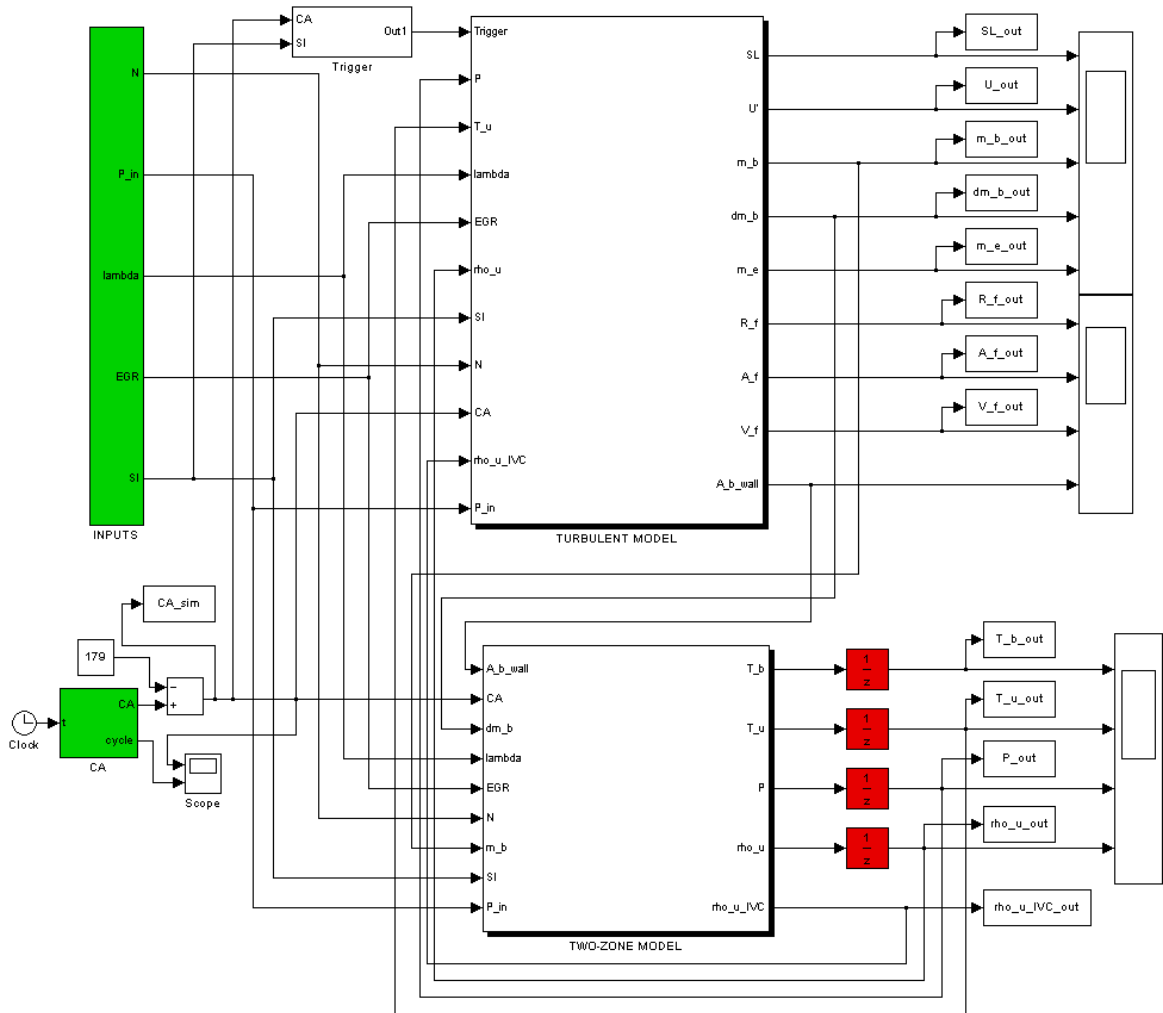 CA
SI
Out1
Trigger
N
P_in
lambda
EGR
SI
INPUTS
Trigger
P
T_u
lambda
EGR
rho_u
SI
N
CA
rho_u_IVC
P_in
SL
U'
m_b
dm_b
m_e
R_f
A_f
V_f
A_b_wall
TURBULENT MODEL
SL_out
U_out
m_b_out
dm_b_out
m_e_out
R_f_out
A_f_out
V_f_out
CA_sim
179
−
+
Clock
t
CA
cycle
CA
Scope
A_b_wall
CA
dm_b
lambda
EGR
N
m_b
SI
P_in
T_b
T_u
P
rho_u
rho_u_IVC
TWO-ZONE MODEL
1
z
1
z
1
z
1
z
T_b_out
T_u_out
P_out
rho_u_out
rho_u_IVC_out